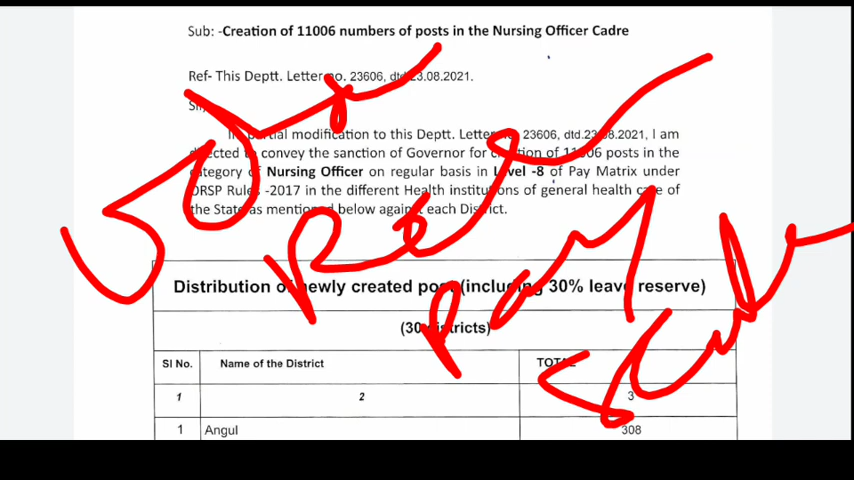 Sub: -Creation of 11006 numbers of posts in the Nursing Officer Cadre
Ref- This Deptt. Letter no. 23606, dtd.23.08.2021.
Sir,
In partial modification to this Deptt. Letter no. 23606, dtd.23.08.2021, I am
directed to convey the sanction of Governor for creation of 11006 posts in the
category of Nursing Officer on regular basis in Level -8 of Pay Matrix under
ORSP Rules -2017 in the different Health institutions of general health care of
the State as mentioned below against each District.
Distribution of newly created post (including 30% leave reserve)
(30 districts)
Sl No. Name of the District TOTAL
1 2 3
1 Angul 308
Pay
Scale